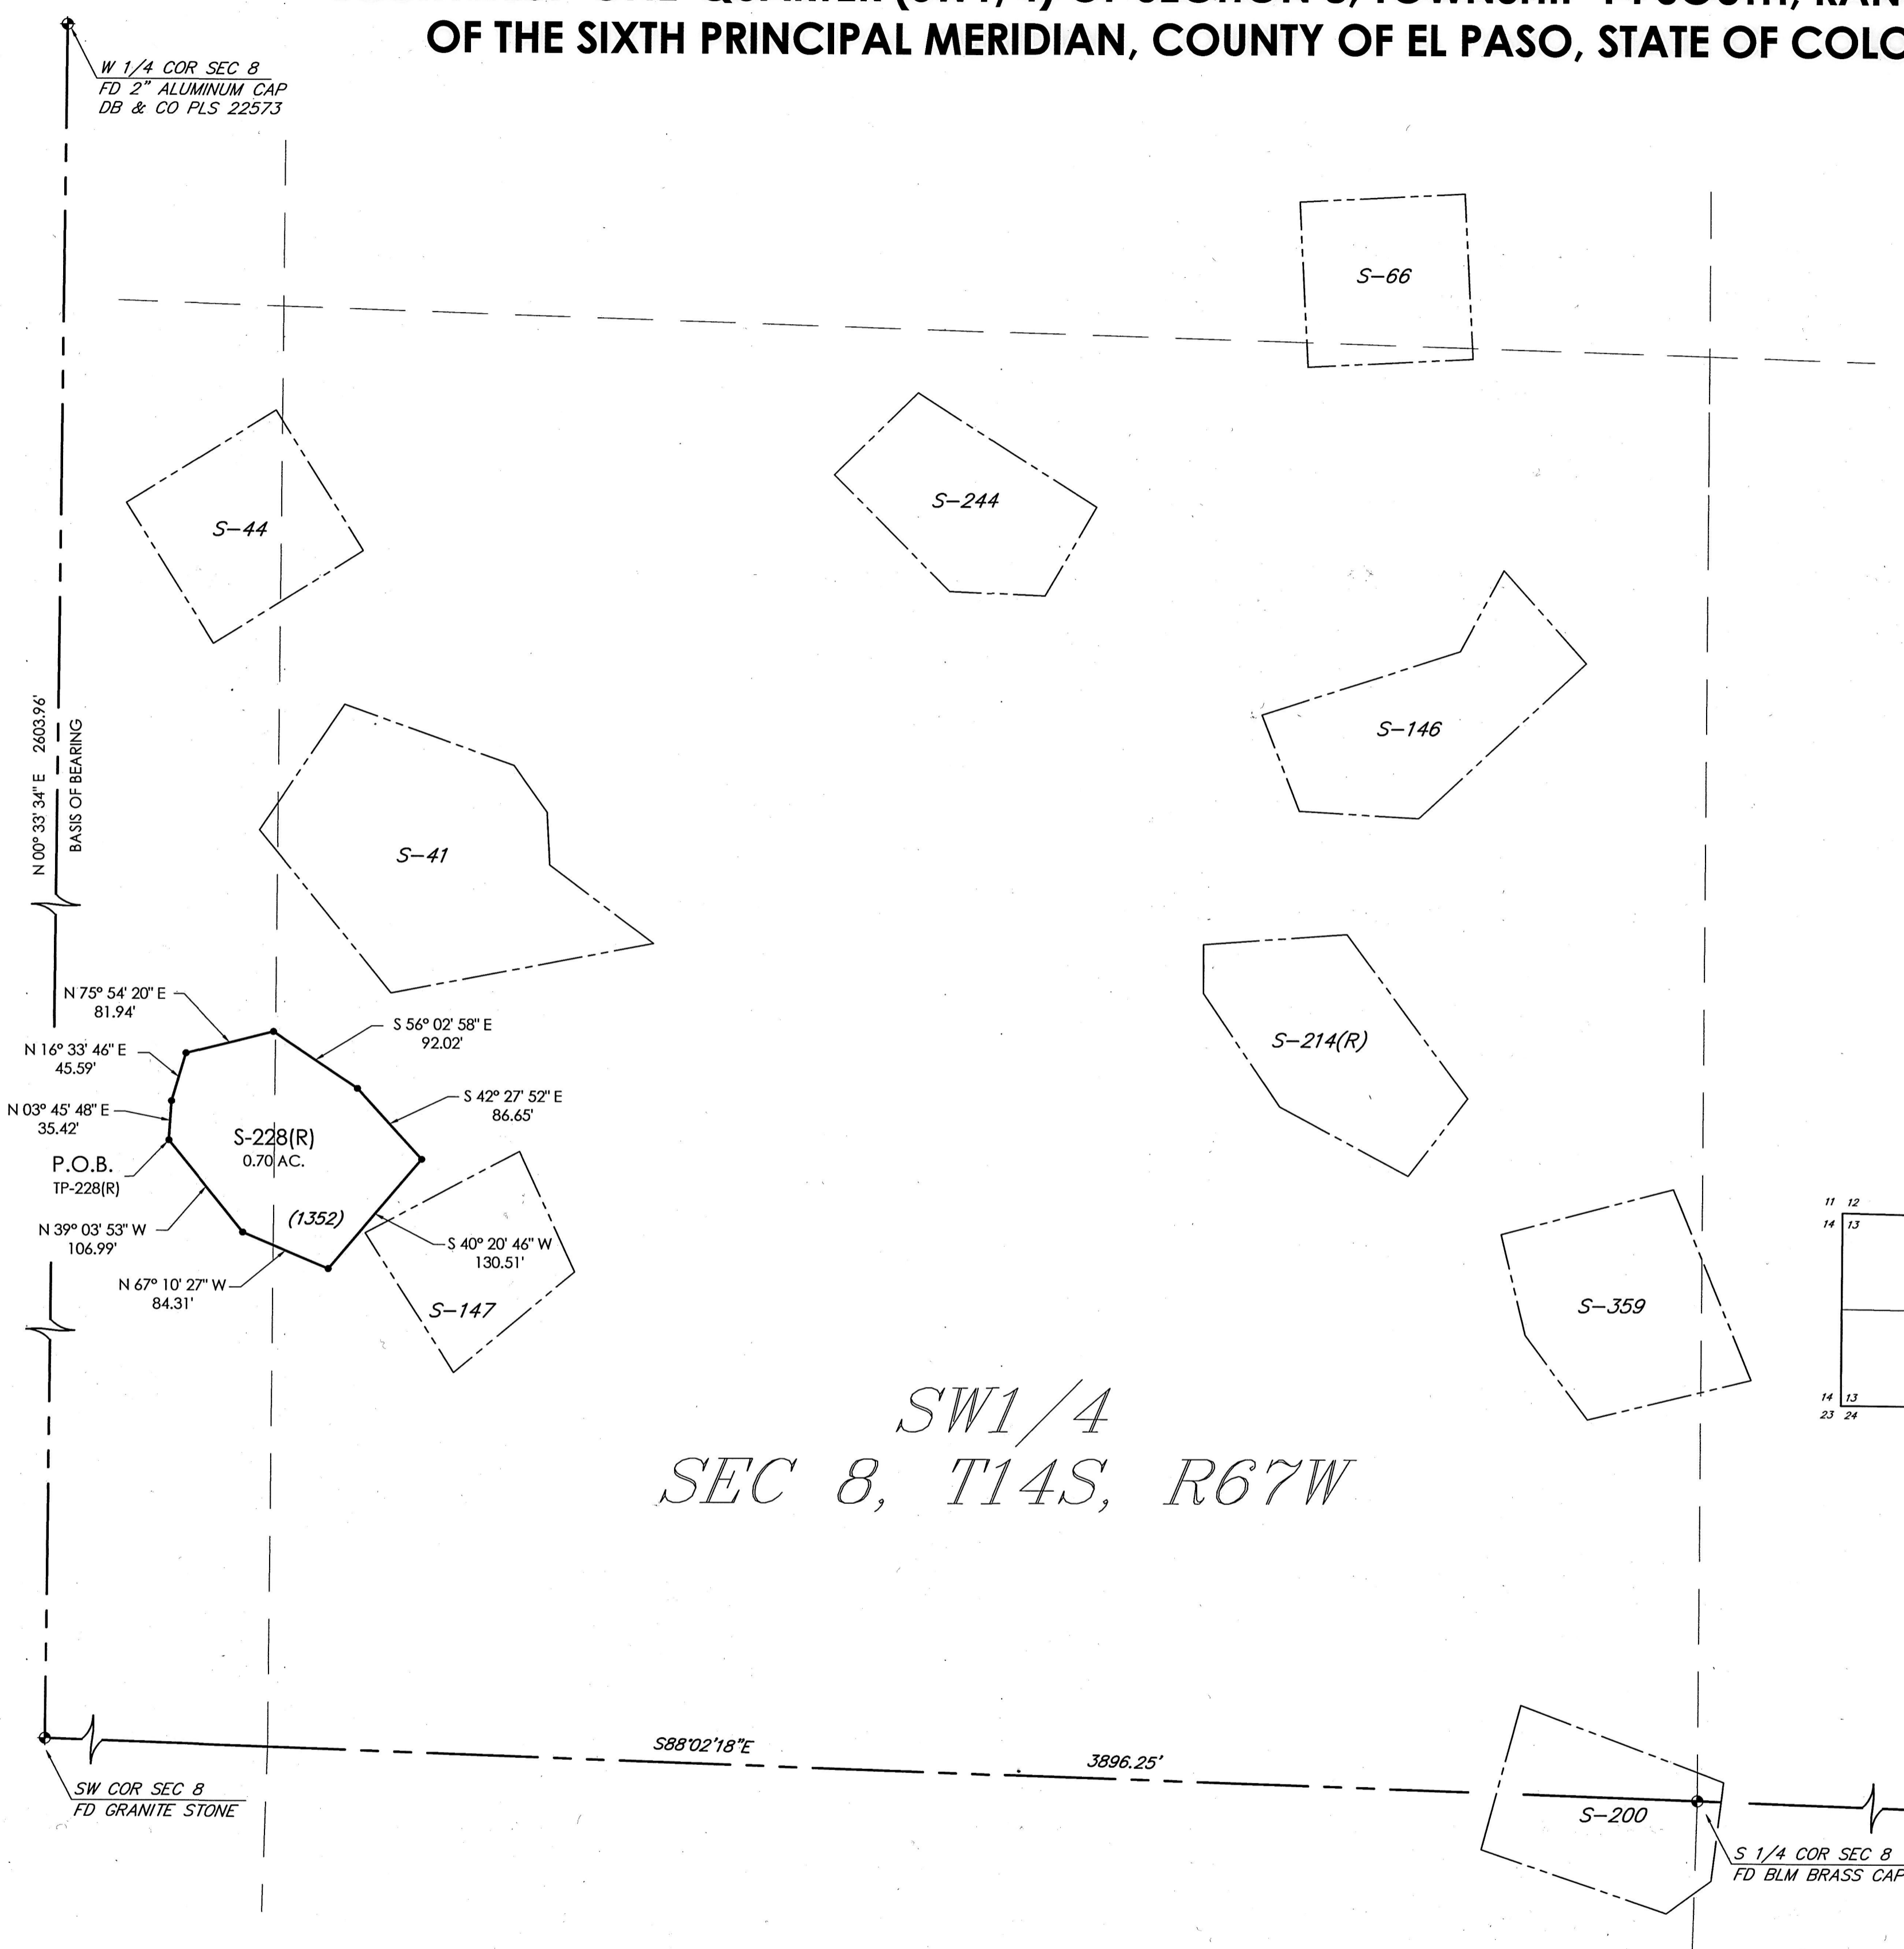 OF THE SIXTH PRINCIPAL MERIDIAN, COUNTY OF EL PASO, STATE OF COLO
W 1/4 COR SEC 8
FD 2" ALUMINUM CAP
DB & CO PLS 22573
S-66
S-44
S-244
S-146
N 00° 33' 34" E 2603.96'
BASIS OF BEARING
S-41
N 75° 54' 20" E
81.94'
S 56° 02' 58" E
92.02'
N 16° 33' 46" E
45.59'
S 42° 27' 52" E
86.65'
N 03° 45' 48" E
35.42'
S-228(R)
0.70 AC.
P.O.B.
TP-228(R)
(1352)
N 39° 03' 53" W
106.99'
S 40° 20' 46" W
130.51'
N 67° 10' 27" W
84.31'
S-147
S-214(R)
S-359
11 12
14 13
14 13
23 24
SW1/4
SEC 8, T14S, R67W
S88°02'18"E
3896.25'
SW COR SEC 8
FD GRANITE STONE
S-200
S 1/4 COR SEC 8
FD BLM BRASS CAP